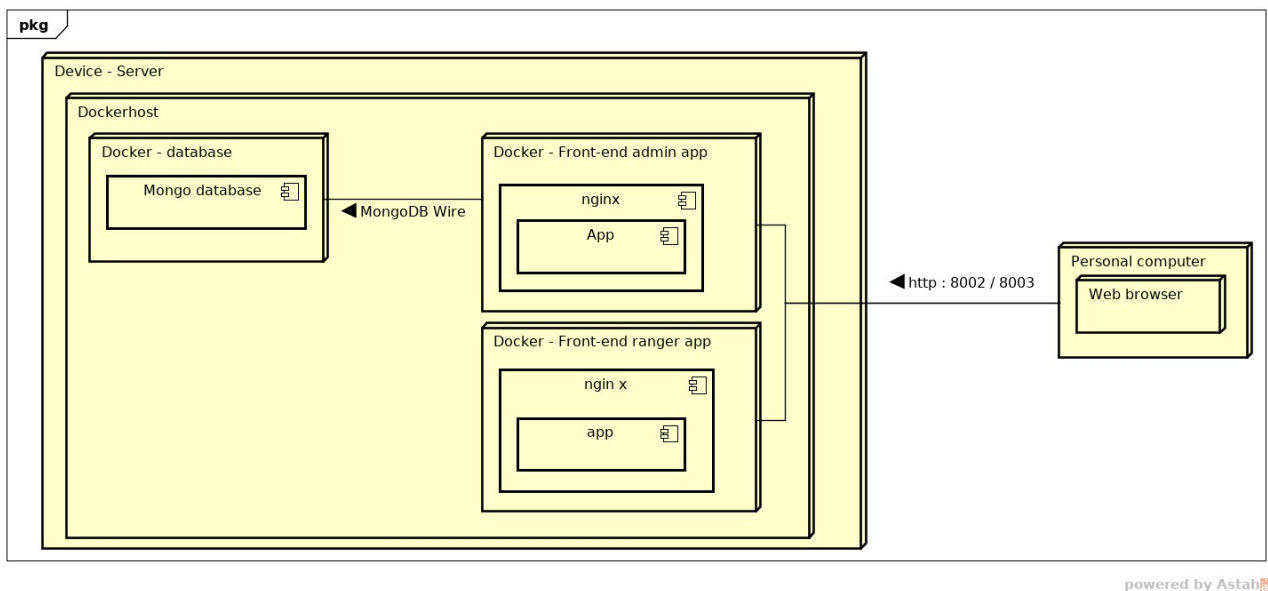 pkg
Device - Server
Dockerhost
Docker - database
Mongo database
◀ MongoDB Wire
Docker - Front-end admin app
nginx
App
Docker - Front-end ranger app
ngin x
app
◀ http : 8002 / 8003
Personal computer
Web browser
powered by Astah